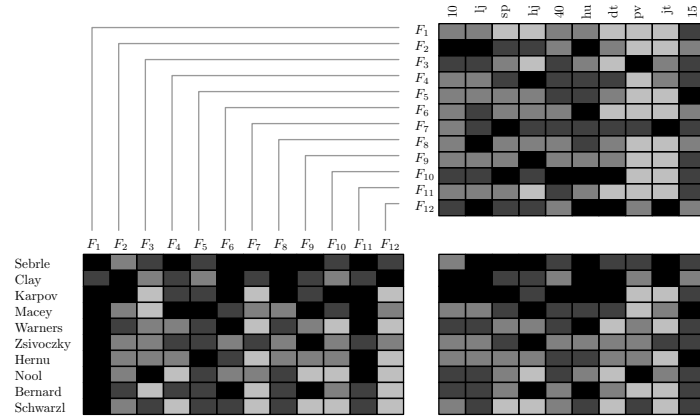 10 lj sp hj 40 hu dt pv jt 15
F1
F2
F3
F4
F5
F6
F7
F8
F9
F10
F11
F12
F1 F2 F3 F4 F5 F6 F7 F8 F9 F10 F11 F12
Sebrle
Clay
Karpov
Macey
Warners
Zsivoczky
Hernu
Nool
Bernard
Schwarzl